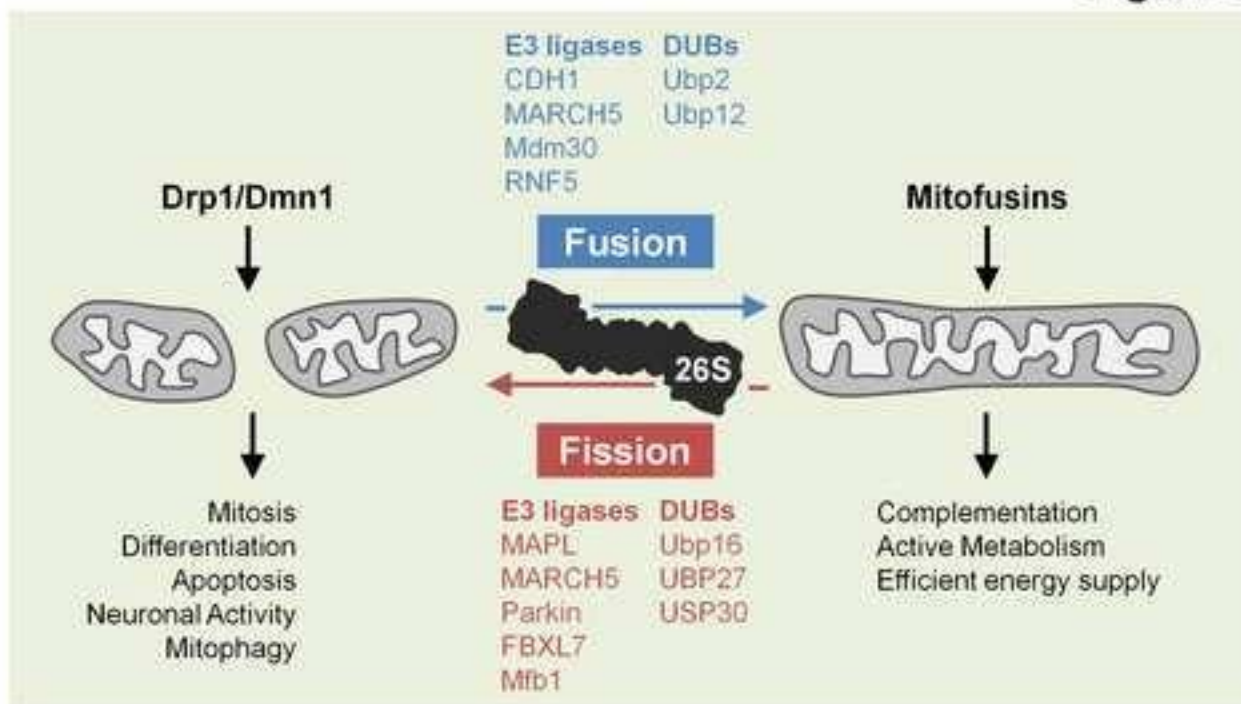 E3 ligases DUBs
CDH1 Ubp2
MARCH5 Ubp12
Mdm30
RNF5
Drp1/Dmn1
Mitofusins
Fusion
26S
Fission
Mitosis
Differentiation
Apoptosis
Neuronal Activity
Mitophagy
E3 ligases DUBs
MAPL Ubp16
MARCH5 UBP27
Parkin USP30
FBXL7
Mfb1
Complementation
Active Metabolism
Efficient energy supply